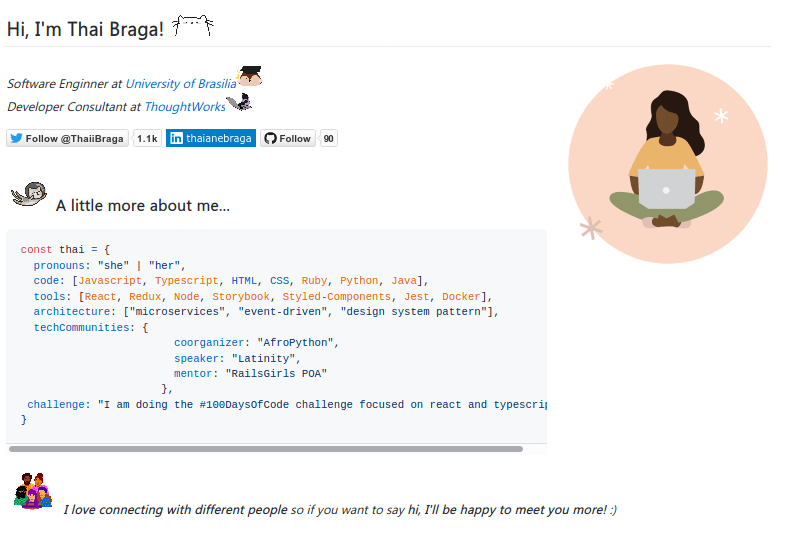 Hi, I'm Thai Braga!
Software Enginner at University of Brasilia
Developer Consultant at ThoughtWorks
Follow @ThaiiBraga 1.1k thaianebraga Follow 90
A little more about me...
const thai = {
pronouns: "she" | "her",
code: [Javascript, Typescript, HTML, CSS, Ruby, Python, Java],
tools: [React, Redux, Node, Storybook, Styled-Components, Jest, Docker],
architecture: ["microservices", "event-driven", "design system pattern"],
techCommunities: {
coorganizer: "AfroPython",
speaker: "Latinity",
mentor: "RailsGirls POA"
},
challenge: "I am doing the #100DaysOfCode challenge focused on react and typescrip
}
I love connecting with different people so if you want to say hi, I'll be happy to meet you more! :)